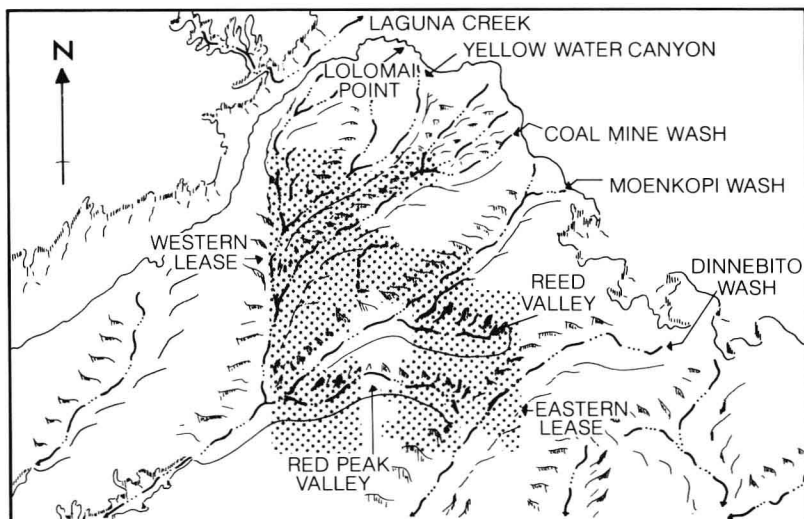 LAGUNA CREEK
N
YELLOW WATER CANYON
LOLOMAI
POINT
COAL MINE WASH
MOENKOPI WASH
WESTERN
LEASE
DINNEBITO
WASH
REED
VALLEY
EASTERN
LEASE
RED PEAK
VALLEY